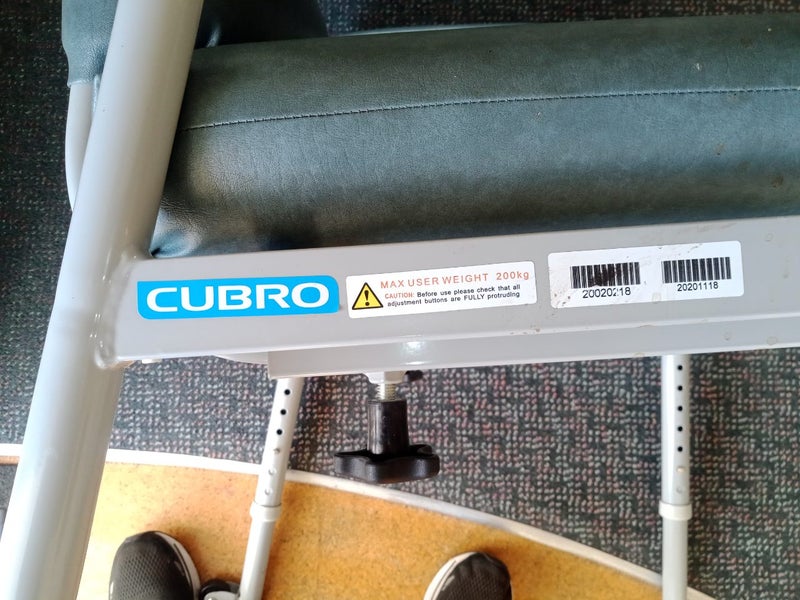 CUBRO
MAX USER WEIGHT 200kg
CAUTION: Before use please check that all
adjustment buttons are FULLY protruding
20020218
20201118